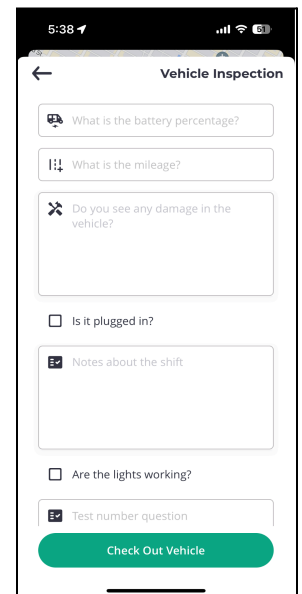 5:38
51
Vehicle Inspection
What is the battery percentage?
What is the mileage?
Do you see any damage in the
vehicle?
Is it plugged in?
Notes about the shift
Are the lights working?
Test number question
Check Out Vehicle